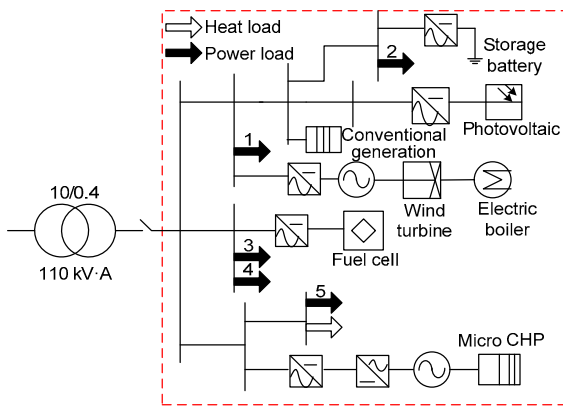 Heat load
Power load
2
Storage
battery
1
Conventional
generation
Photovoltaic
10/0.4
110 kV·A
Wind
turbine
Electric
boiler
3
4
Fuel cell
5
Micro CHP